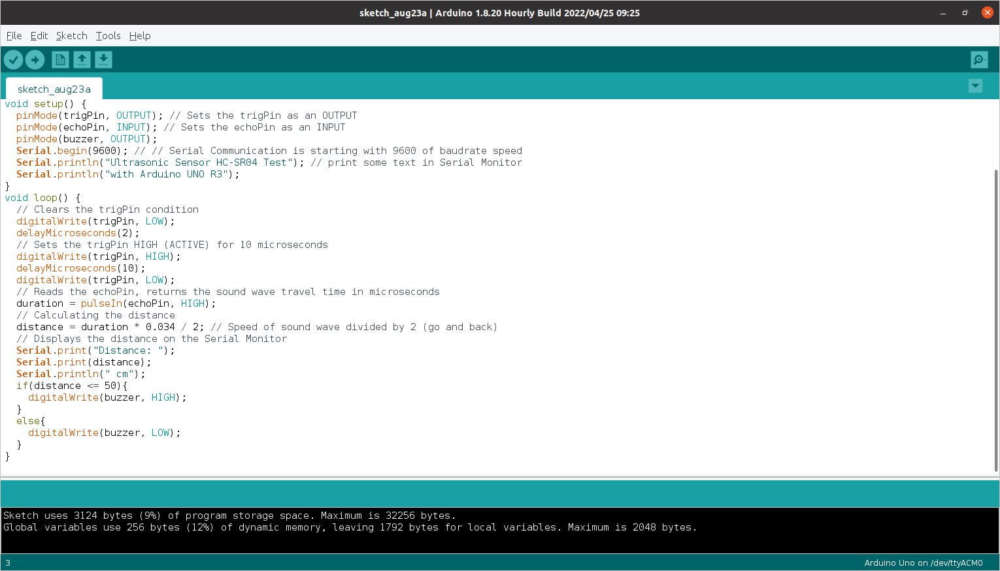 sketch_aug23a | Arduino 1.8.20 Hourly Build 2022/04/25 09:25
File Edit Sketch Tools Help
sketch_aug23a
void setup() {
  pinMode(trigPin, OUTPUT); // Sets the trigPin as an OUTPUT
  pinMode(echoPin, INPUT); // Sets the echoPin as an INPUT
  pinMode(buzzer, OUTPUT);
  Serial.begin(9600); // // Serial Communication is starting with 9600 of baudrate speed
  Serial.println("Ultrasonic Sensor HC-SR04 Test"); // print some text in Serial Monitor
  Serial.println("with Arduino UNO R3");
}
void loop() {
  // Clears the trigPin condition
  digitalWrite(trigPin, LOW);
  delayMicroseconds(2);
  // Sets the trigPin HIGH (ACTIVE) for 10 microseconds
  digitalWrite(trigPin, HIGH);
  delayMicroseconds(10);
  digitalWrite(trigPin, LOW);
  // Reads the echoPin, returns the sound wave travel time in microseconds
  duration = pulseIn(echoPin, HIGH);
  // Calculating the distance
  distance = duration * 0.034 / 2; // Speed of sound wave divided by 2 (go and back)
  // Displays the distance on the Serial Monitor
  Serial.print("Distance: ");
  Serial.print(distance);
  Serial.println(" cm");
  if(distance <= 50){
    digitalWrite(buzzer, HIGH);
  }
  else{
    digitalWrite(buzzer, LOW);
  }
}
Sketch uses 3124 bytes (9%) of program storage space. Maximum is 32256 bytes.
Global variables use 256 bytes (12%) of dynamic memory, leaving 1792 bytes for local variables. Maximum is 2048 bytes.
3 Arduino Uno on /dev/ttyACM0